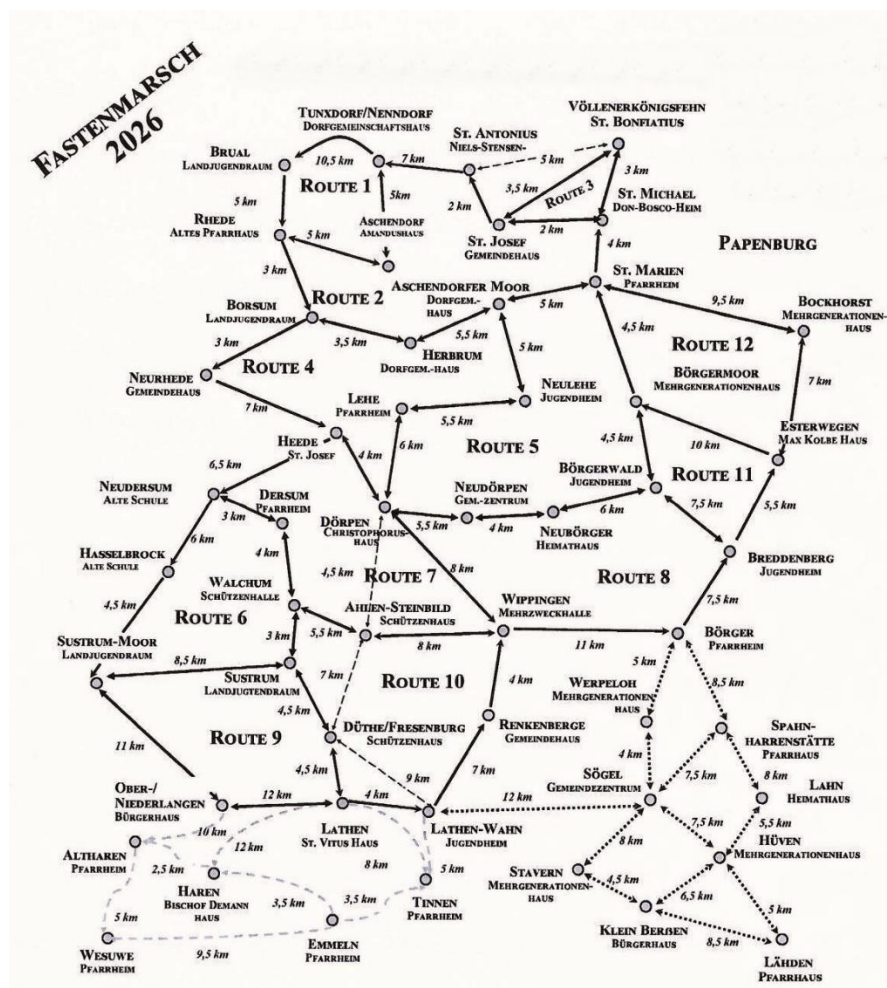 FASTENMARSCH
2026
VÖLLENERKÖNIGSFEHN
ST. BONFIATIUS
TUNXDORF/NENNDORF
DORFGEMEINSCHAFTSHAUS
ST. ANTONIUS
NIELS-STENSEN-
BRUAL
LANDJUGENDRAUM
10,5 km
7 km
5 km
3 km
ROUTE 1
3,5 km
ROUTE 3
ST. MICHAEL
DON-BOSCO-HEIM
5 km
5km
2 km
2 km
RHEDE
ALTES PFARRHAUS
5 km
ASCHENDORF
AMANDUSHAUS
ST. JOSEF
GEMEINDEHAUS
4 km
PAPENBURG
3 km
ST. MARIEN
PFARRHEIM
ROUTE 2
ASCHENDORFER MOOR
DORFGEM.-
HAUS
5 km
9,5 km
BOCKHORST
MEHRGENERATIONEN-
HAUS
BORSUM
LANDJUGENDRAUM
3,5 km
5,5 km
4,5 km
ROUTE 12
3 km
ROUTE 4
HERBRUM
DORFGEM.-HAUS
5 km
BÖRGERMOOR
MEHRGENERATIONENHAUS
7 km
NEURHEDE
GEMEINDEHAUS
7 km
LEHE
PFARRHEIM
5,5 km
NEULEHE
JUGENDHEIM
ESTERWEGEN
MAX KOLBE HAUS
HEEDE
ST. JOSEF
4 km
6 km
ROUTE 5
4,5 km
10 km
6,5 km
BÖRGERWALD
JUGENDHEIM
ROUTE 11
NEUDERSUM
ALTE SCHULE
DERSUM
PFARRHEIM
3 km
NEUDÖRPEN
GEM.-ZENTRUM
7,5 km
5,5 km
DÖRPEN
CHRISTOPHORUS-
HAUS
5,5 km
4 km
6 km
NEUBÖRGER
HEIMATHAUS
6 km
4 km
HASSELBROCK
ALTE SCHULE
BREDDENBERG
JUGENDHEIM
4,5 km
ROUTE 7
8 km
ROUTE 8
WALCHUM
SCHÜTZENHALLE
7,5 km
4,5 km
ROUTE 6
AHLEN-STEINBILD
SCHÜTZENHAUS
WIPPINGEN
MEHRZWECKHALLE
3 km
5,5 km
8 km
11 km
BÖRGER
PFARRHEIM
SUSTRUM-MOOR
LANDJUGENDRAUM
8,5 km
SUSTRUM
LANDJUGTENDRAUM
7 km
ROUTE 10
4 km
5 km
8,5 km
WERPELOH
MEHRGENERATIONEN
HAUS
4,5 km
ROUTE 9
DÜTHE/FRESENBURG
SCHÜTZENHAUS
RENKENBERGE
GEMEINDEHAUS
SPAHN-
HARRENSTÄTTE
PFARRHAUS
11 km
4 km
4,5 km
9 km
7 km
SÖGEL
GEMEINDEZENTRUM
7,5 km
8 km
LAHN
HEIMATHAUS
OBER-/
NIEDERLANGEN
BÜRGERHAUS
12 km
4 km
12 km
LATHEN
ST. VITUS HAUS
LATHEN-WAHN
JUGENDHEIM
7,5 km
5,5 km
10 km
12 km
HÜVEN
MEHRGENERATIONENHAUS
ALTHAREN
PFARRHEIM
2,5 km
8 km
5 km
8 km
STAVERN
MEHRGENERATIONEN-
HAUS
4,5 km
HAREN
BISCHOF DEMANN
HAUS
3,5 km
3,5 km
TINNEN
PFARRHEIM
6,5 km
5 km
5 km
KLEIN BERßEN
BÜRGERHAUS
8,5 km
WESUWE
PFARRHEIM
9,5 km
EMMELN
PFARRHEIM
LÄHDEN
PFARRHAUS